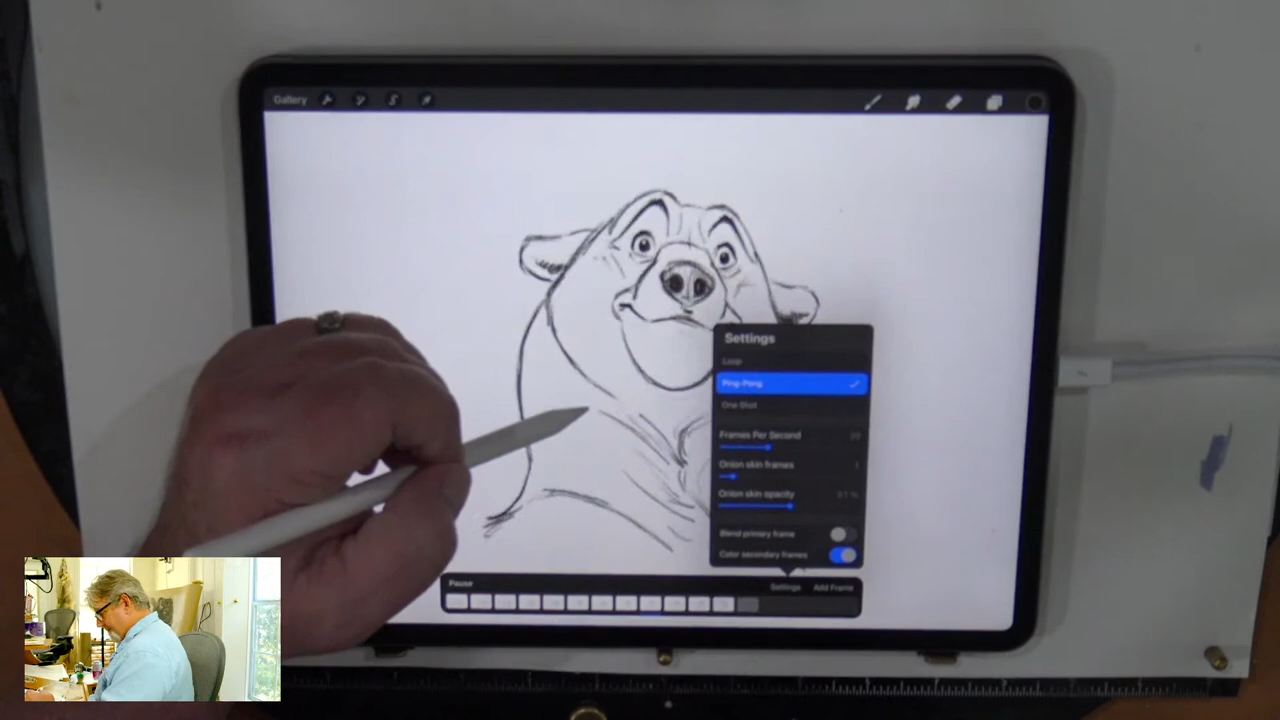 Gallery
Settings
Loop
Ping-Pong
One Shot
Frames Per Second
Onion skin frames 1
Onion skin opacity
Blend primary frame
Color secondary frames
Pause Settings Add Frame